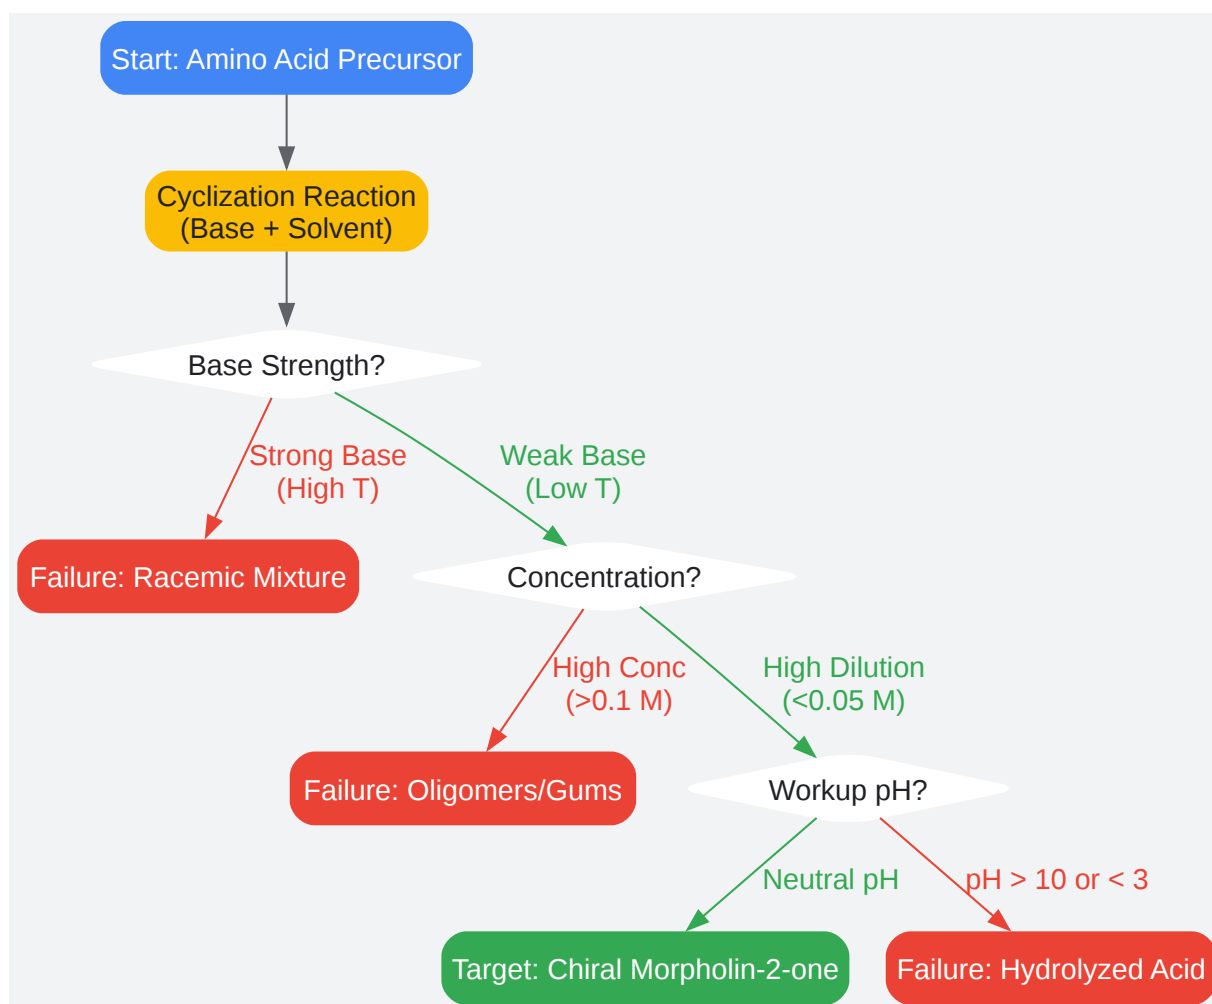 Start: Amino Acid Precursor
Cyclization Reaction
(Base + Solvent)
Base Strength?
Strong Base
(High T)
Weak Base
(Low T)
Failure: Racemic Mixture
Concentration?
High Conc
(>0.1 M)
High Dilution
(<0.05 M)
Failure: Oligomers/Gums
Workup pH?
Neutral pH
pH > 10 or < 3
Target: Chiral Morpholin-2-one
Failure: Hydrolyzed Acid